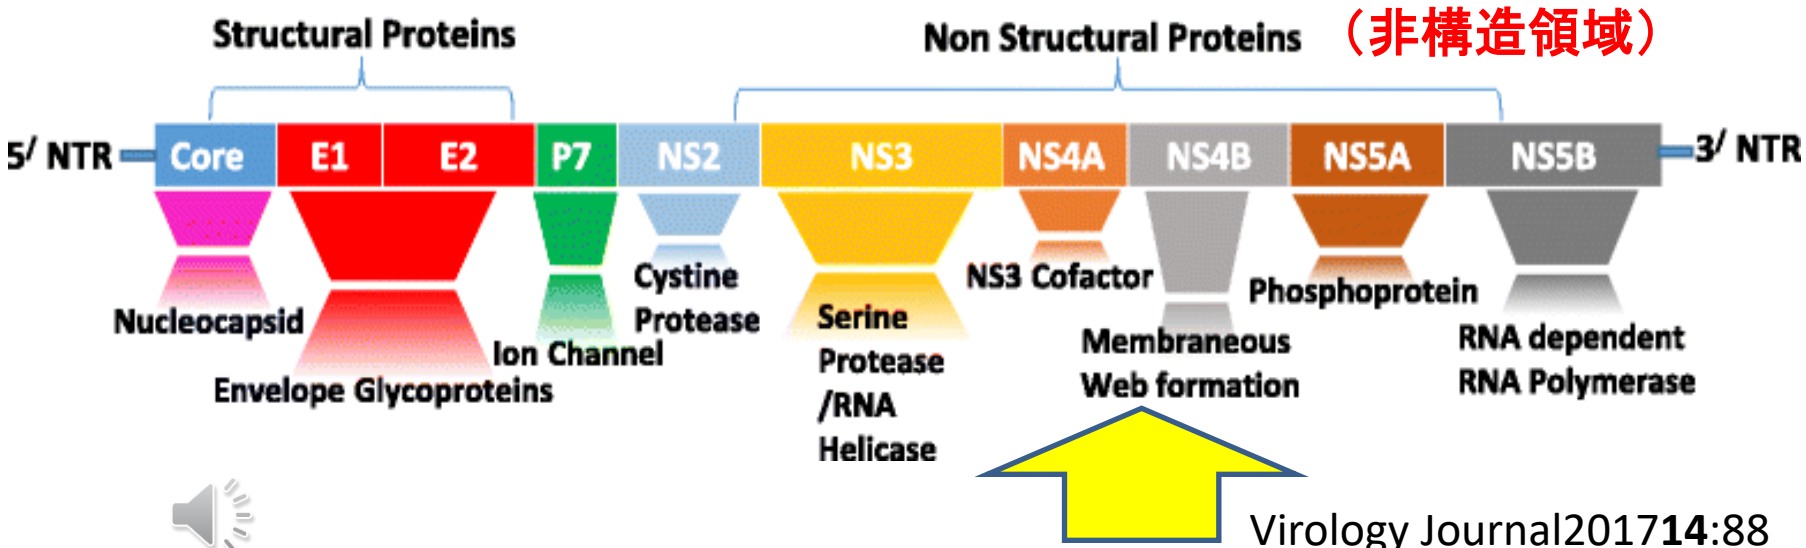 Structural Proteins
Non Structural Proteins （非構造領域）
5/ NTR Core E1 E2 P7 NS2 NS3 NS4A NS4B NS5A NS5B 3/ NTR
Nucleocapsid
Envelope Glycoproteins
Ion Channel
Cystine
Protease
Serine
Protease
/RNA
Helicase
NS3 Cofactor
Membraneous
Web formation
Phosphoprotein
RNA dependent
RNA Polymerase
Virology Journal201714:88